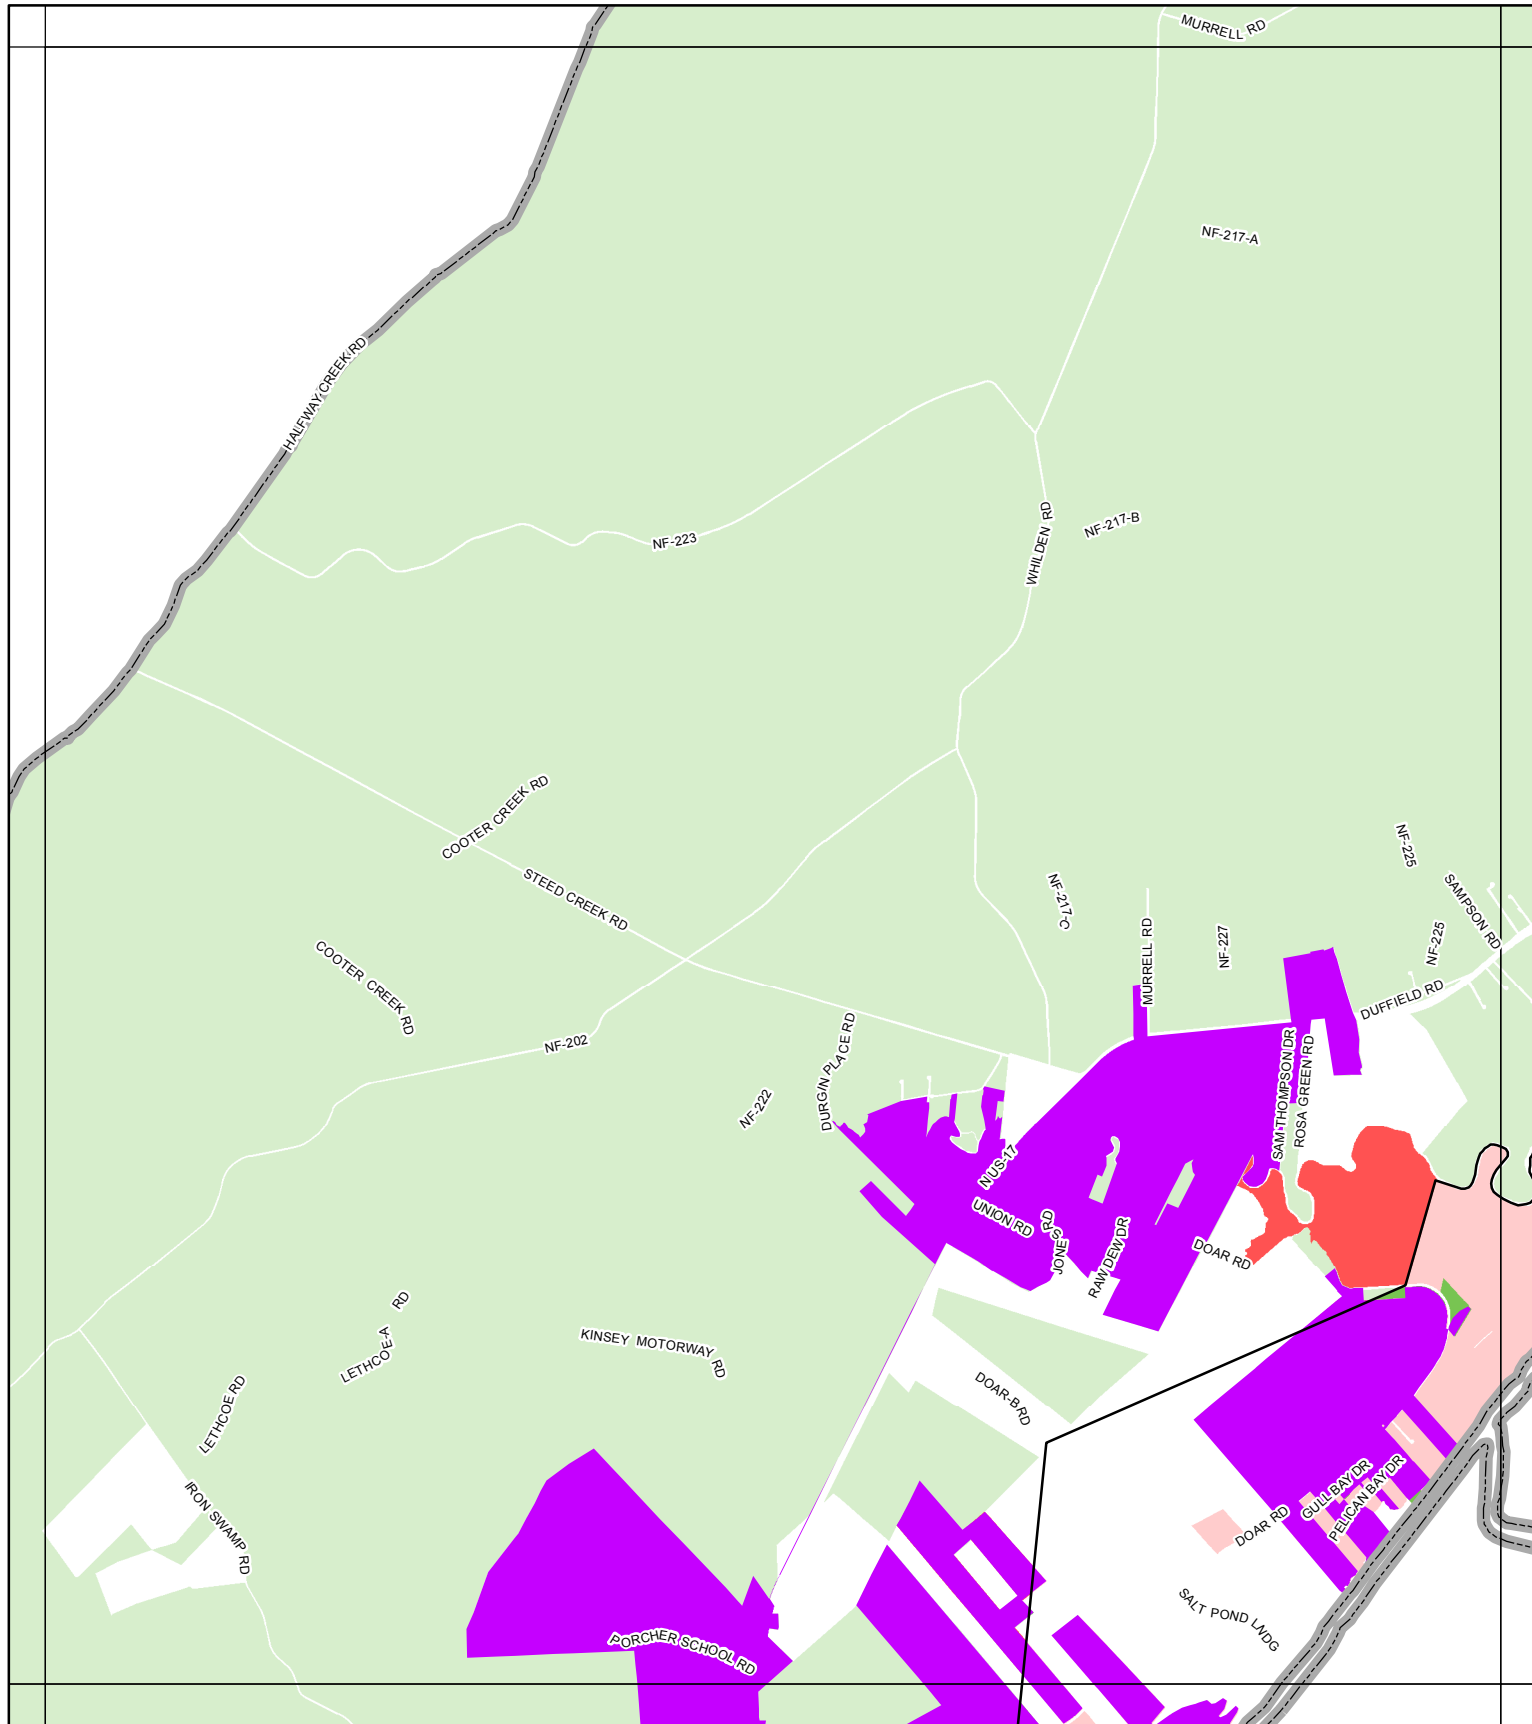 MURRELL RD
NF-217-A
HALFWAY CREEK RD
NF-223
WHILDEN RD
NF-217-B
COOTER CREEK RD
STEED CREEK RD
NF-225
SAMPSON RD
NF-217-C
MURRELL RD
NF-227
NF-225
COOTER CREEK RD
DUFFIELD RD
NF-202
DURGIN PLACE RD
NF-222
SAM THOMPSON DR
ROSA GREEN RD
N US-17
UNION RD
JONES RD
RAW DEW DR
DOAR RD
LETHCOE-A RD
KINSEY MOTORWAY RD
LETHCOE RD
DOAR-B RD
GULL BAY DR
PELICAN BAY DR
DOAR RD
IRON SWAMP RD
SALT POND LNDG
PORCHER SCHOOL RD